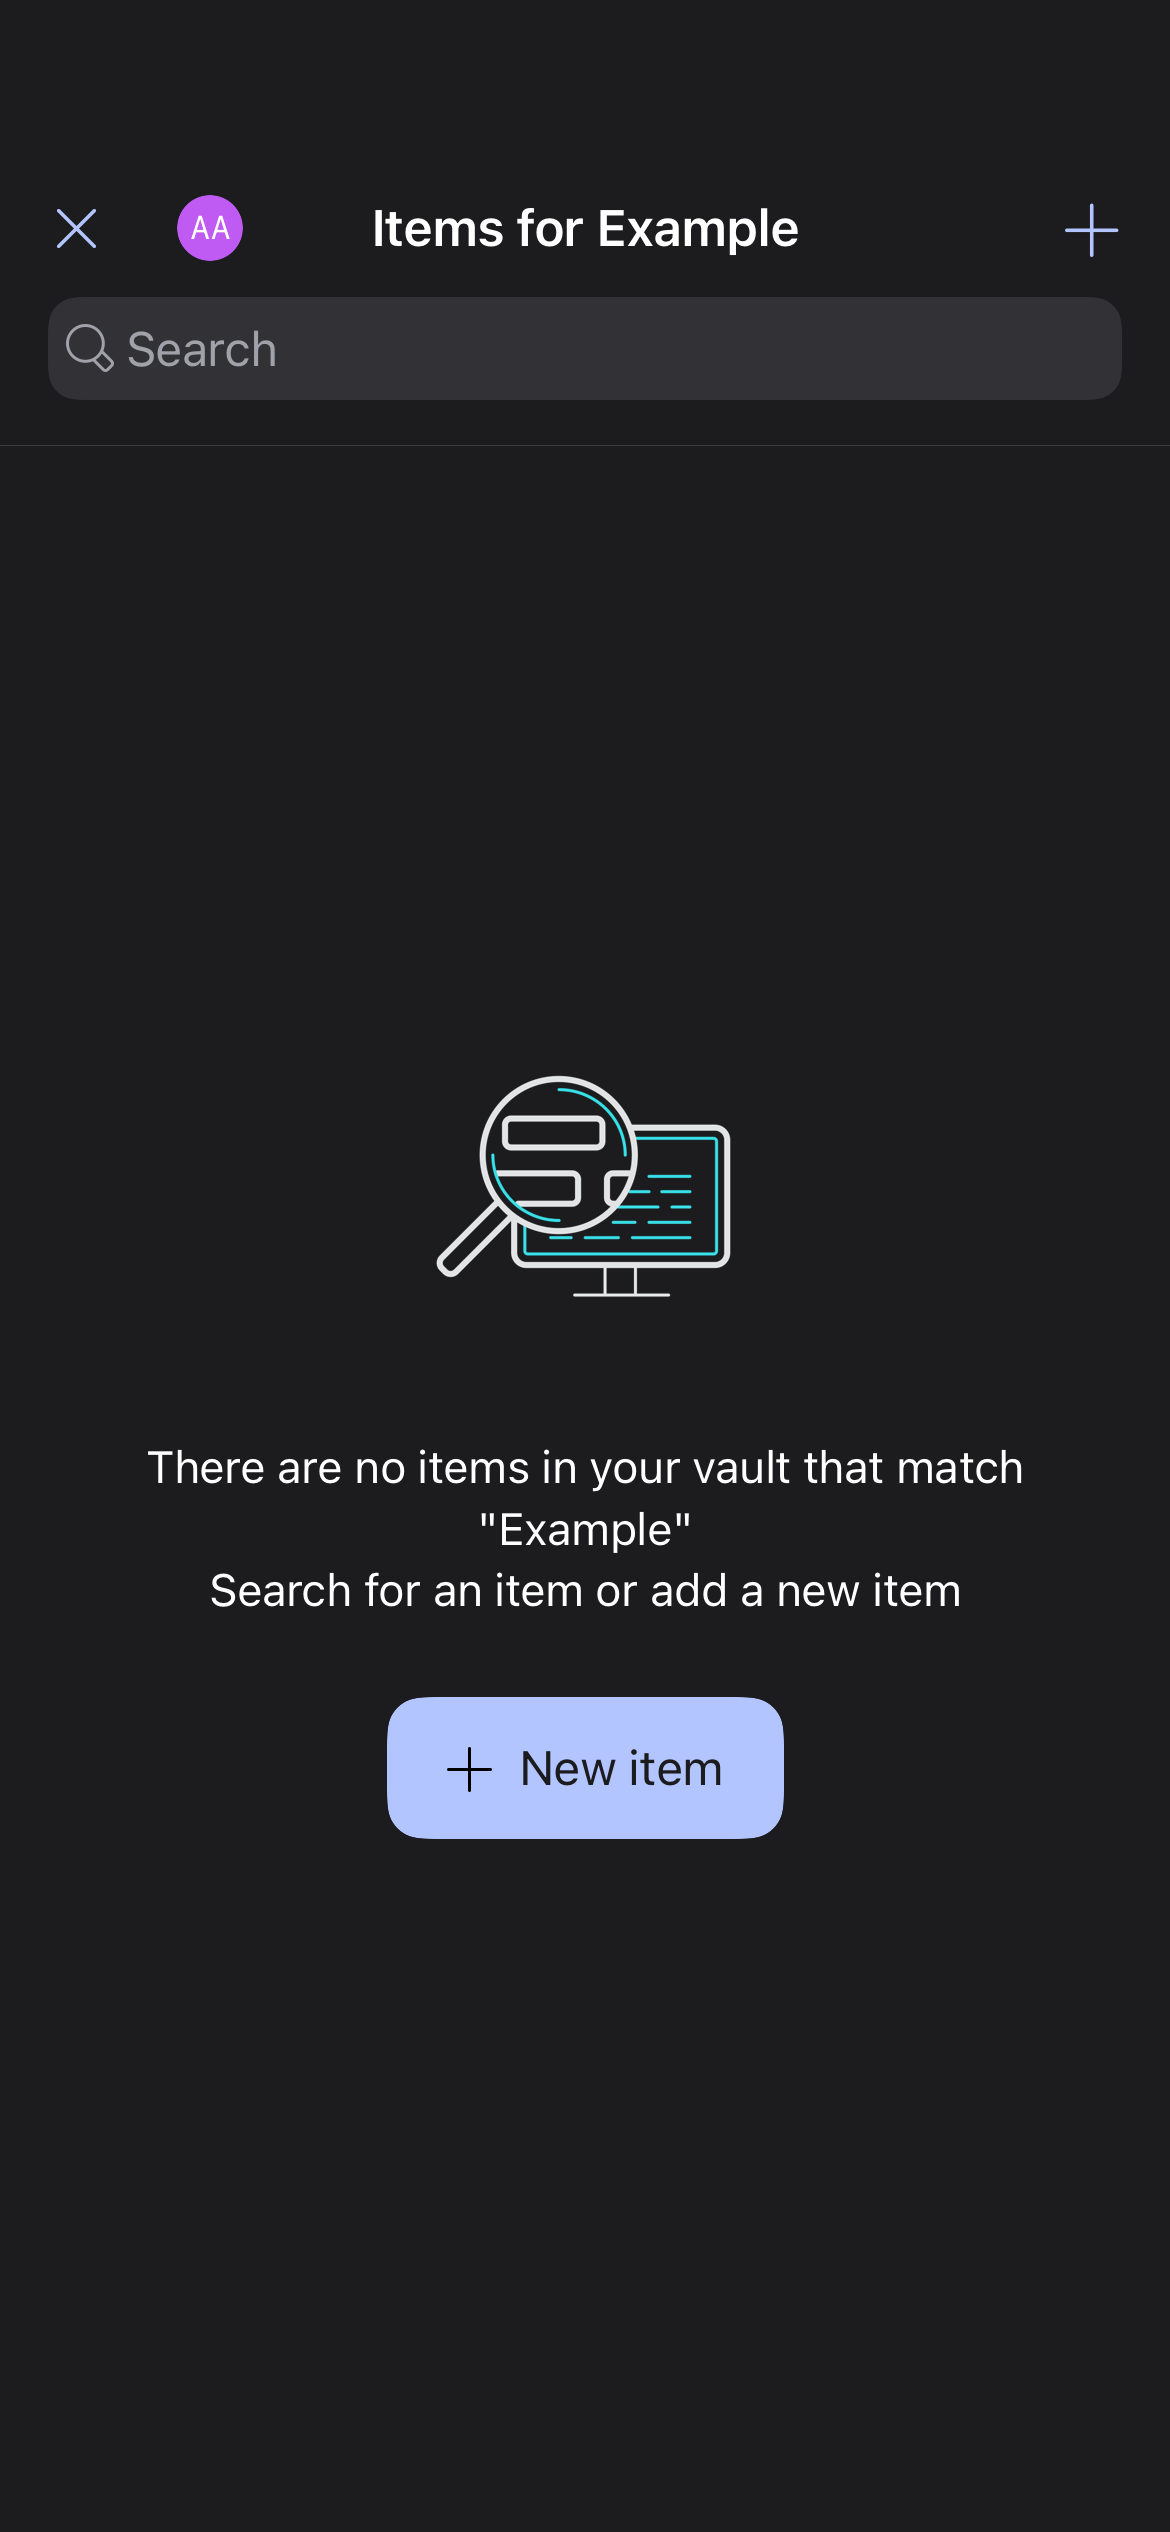 AA
Items for Example
Search
There are no items in your vault that match
"Example"
Search for an item or add a new item
New item